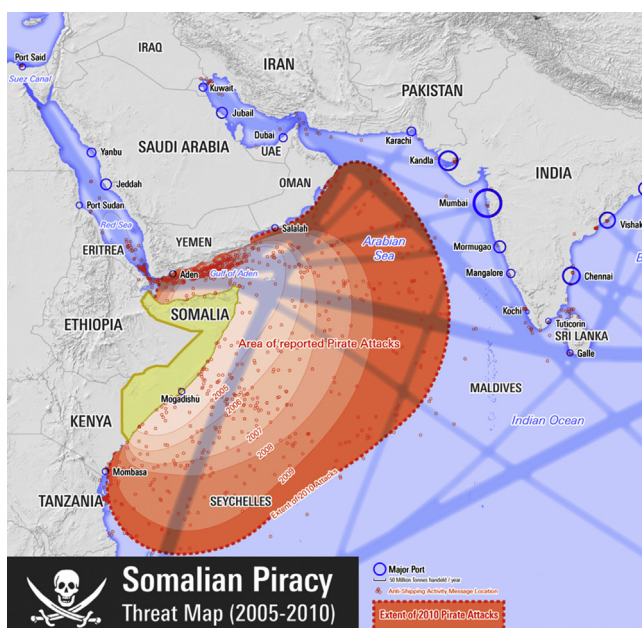 IRAQ
IRAN
PAKISTAN
Port Said
Suez Canal
Kuwait
Jubail
Dubai
UAE
Karachi
Kandla
SAUDI ARABIA
INDIA
Yanbu
Jeddah
OMAN
Mumbai
Port Sudan
Red Sea
Salalah
Arabian
Sea
Mormugao
Vishak
ERITREA
YEMEN
Aden
Gulf of Aden
Mangalore
Chennai
ETHIOPIA
SOMALIA
Kochi
Tuticorin
SRI LANKA
Galle
Area of reported Pirate Attacks
Mogadishu
MALDIVES
Indian Ocean
KENYA
2005
2006
2007
2008
2009
Extent of 2010 Attacks
Mombasa
TANZANIA
SEYCHELLES
Somalian Piracy
Threat Map (2005-2010)
Major Port
50 Million Tonnes handeld / year.
Anti-Shipping Activity Message Location
Extent of 2010 Pirate Attacks